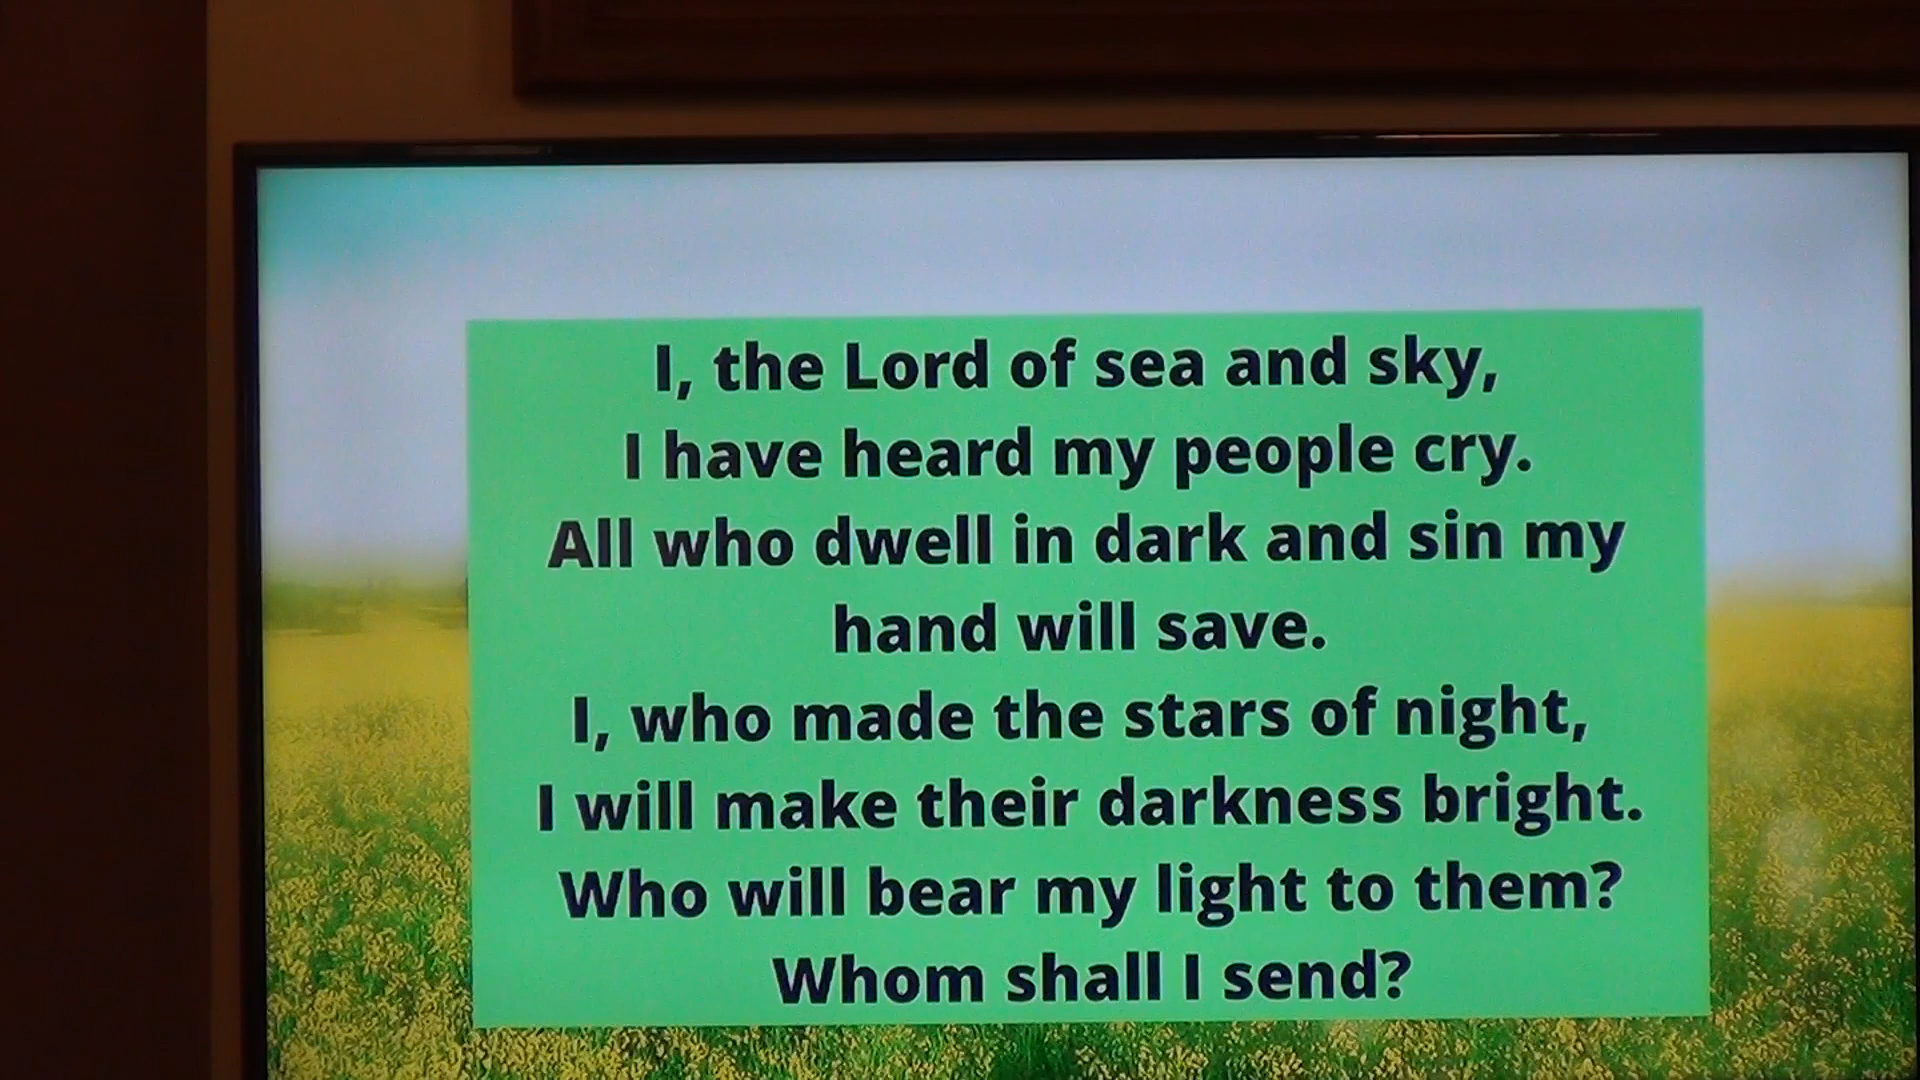 I, the Lord of sea and sky,
I have heard my people cry.
All who dwell in dark and sin my
hand will save.
I, who made the stars of night,
I will make their darkness bright.
Who will bear my light to them?
Whom shall I send?